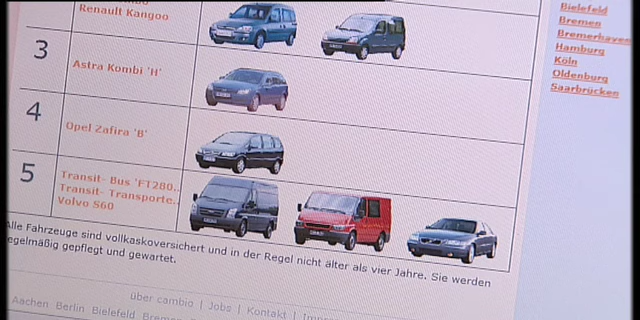 Renault Kangoo
3
Astra Kombi 'H'
4
Opel Zafira 'B'
5
Transit- Bus 'FT280..
Transit- Transporte..
Volvo S60
Alle Fahrzeuge sind vollkaskoversichert und in der Regel nicht älter als vier Jahre. Sie werden
regelmäßig gepflegt und gewartet.
über cambio | Jobs | Kontakt |
Aachen Berlin Bielefeld
Bielefeld
Bremen
Bremerhaven
Hamburg
Köln
Oldenburg
Saarbrücken